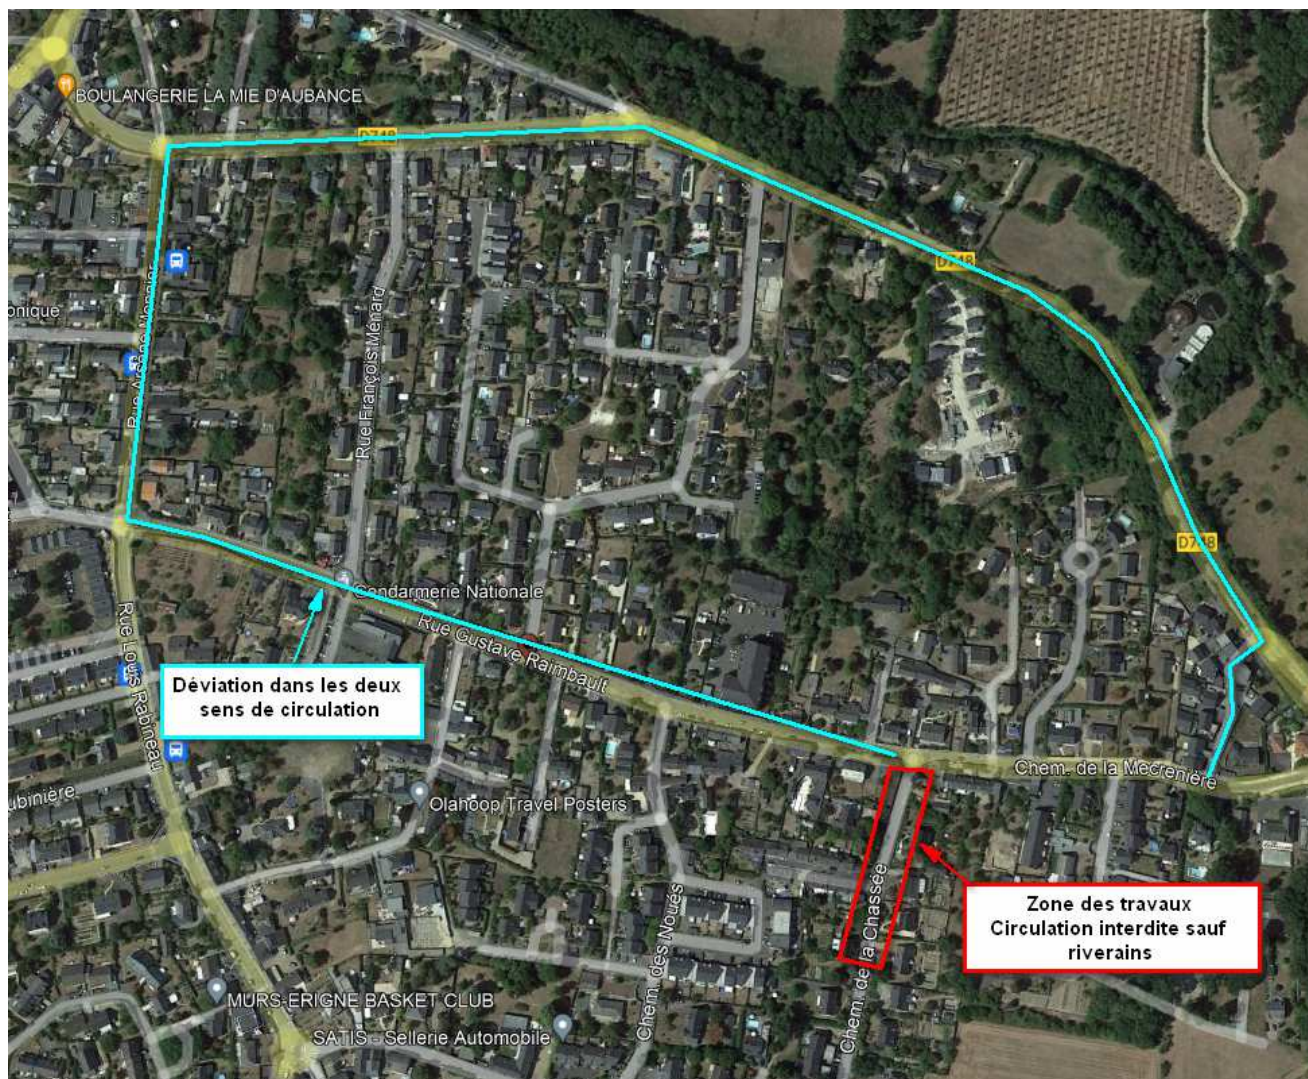 BOULANGERIE LA MIE D'AUBANCE
D748
D748
onique
Rue François Ménard
D748
Gendarmerie Nationale
Rue Gustave Raimbault
Rue Louis Rabineau
Déviation dans les deux
sens de circulation
Chem. de la Mecrenière
ubinière
Olahoop Travel Posters
Chem. des Noués
Chem. de la Chassée
Zone des travaux
Circulation interdite sauf
riverains
MURS-ERIGNE BASKET CLUB
SATIS - Sellerie Automobile